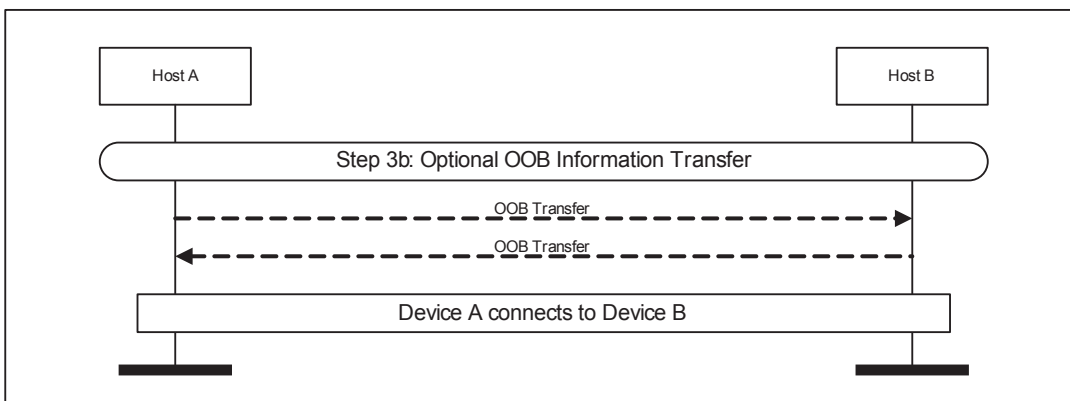 Host A
Host B
Step 3b: Optional OOB Information Transfer
OOB Transfer
OOB Transfer
Device A connects to Device B